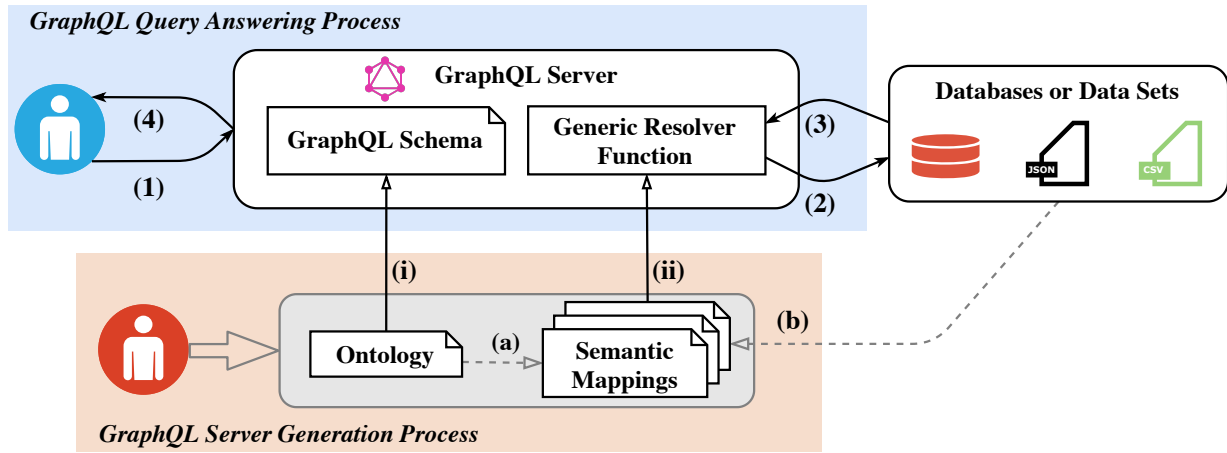 GraphQL Query Answering Process
GraphQL Server
(4)
(1)
GraphQL Schema
Generic Resolver
Function
(3)
(2)
Databases or Data Sets
JSON
CSV
(i)
(ii)
(a)
(b)
Ontology
Semantic
Mappings
GraphQL Server Generation Process